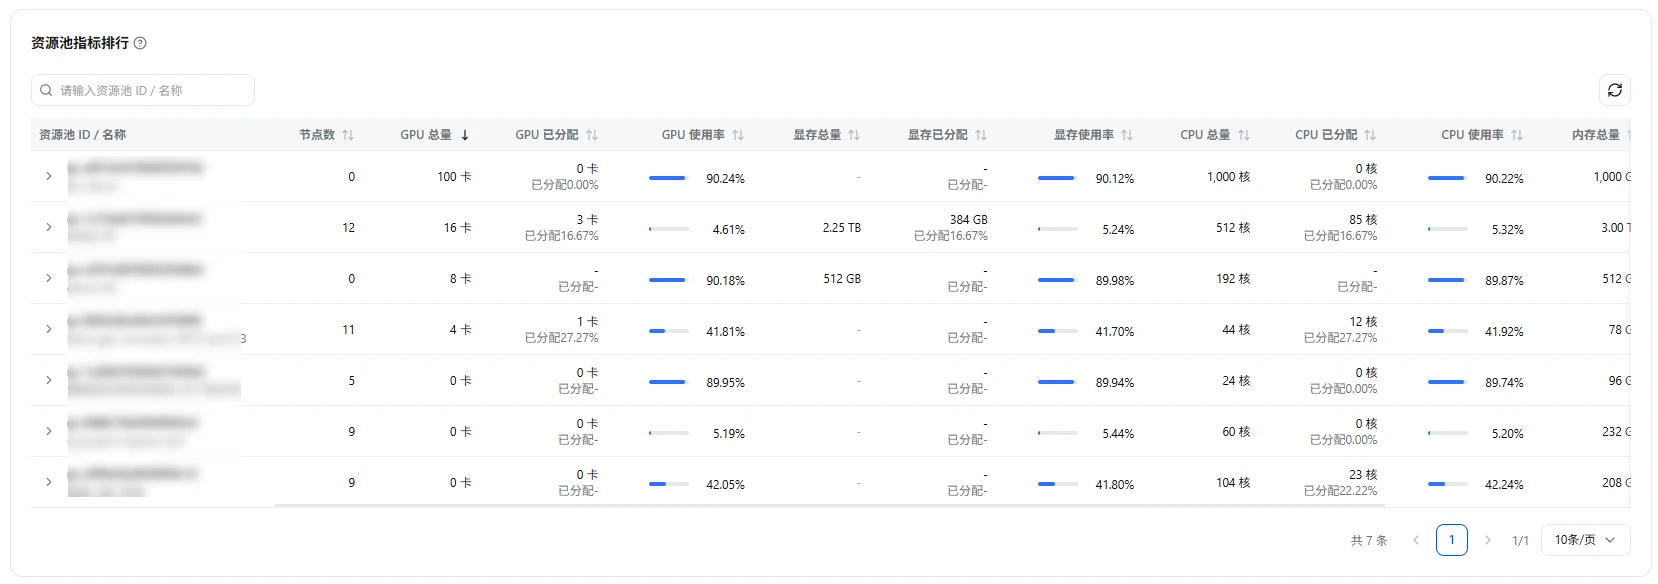 资源池指标排行
请输入资源池 ID / 名称
资源池 ID / 名称 节点数 GPU 总量 GPU 已分配 GPU 使用率 显存总量 显存已分配 显存使用率 CPU 总量 CPU 已分配 CPU 使用率 内存总量
0 100 卡 0 卡 90.24% - - 90.12% 1,000 核 0 核 90.22% 1,000 G
已分配0.00% 已分配- 已分配0.00%
12 16 卡 3 卡 4.61% 2.25 TB 384 GB 5.24% 512 核 85 核 5.32% 3.00 T
已分配16.67% 已分配16.67% 已分配16.67%
0 8 卡 - 90.18% 512 GB - 89.98% 192 核 - 89.87% 512 G
已分配- 已分配- 已分配-
11 4 卡 1 卡 41.81% - - 41.70% 44 核 12 核 41.92% 78 G
3 已分配27.27% 已分配- 已分配27.27%
5 0 卡 0 卡 89.95% - - 89.94% 24 核 0 核 89.74% 96 G
已分配- 已分配- 已分配0.00%
9 0 卡 0 卡 5.19% - - 5.44% 60 核 0 核 5.20% 232 G
已分配- 已分配- 已分配0.00%
9 0 卡 0 卡 42.05% - - 41.80% 104 核 23 核 42.24% 208 G
已分配- 已分配- 已分配22.22%
共 7 条 1 1/1 10条/页